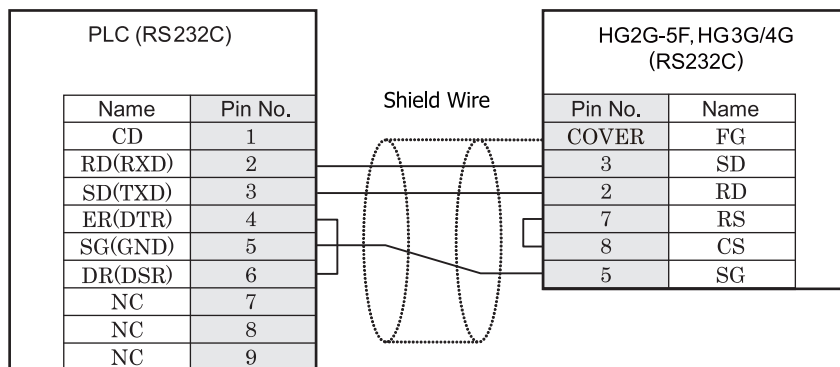 PLC (RS232C)
HG2G-5F, HG3G/4G
(RS232C)
Shield Wire
Name Pin No.
CD 1
RD(RXD) 2
SD(TXD) 3
ER(DTR) 4
SG(GND) 5
DR(DSR) 6
NC 7
NC 8
NC 9
Pin No. Name
COVER FG
3 SD
2 RD
7 RS
8 CS
5 SG